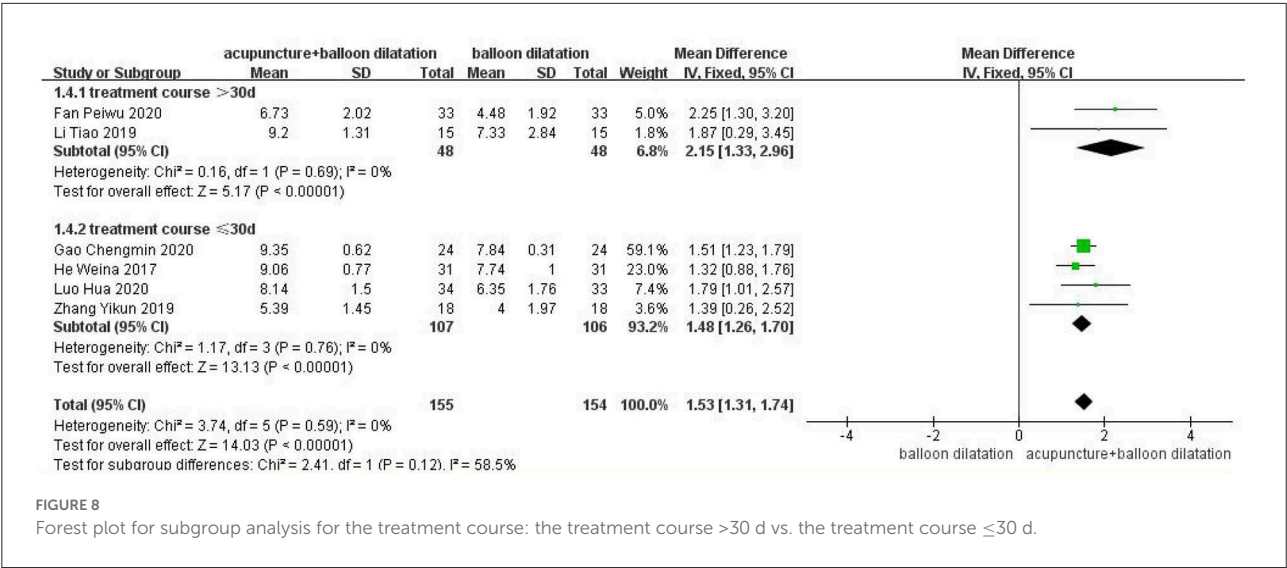 acupuncture+balloon dilatation balloon dilatation Mean Difference Mean Difference
Study or Subgroup Mean SD Total Mean SD Total Weight IV, Fixed, 95% CI IV, Fixed, 95% CI
1.4.1 treatment course >30d
Fan Peiwu 2020 6.73 2.02 33 4.48 1.92 33 5.0% 2.25 [1.30, 3.20]
Li Tiao 2019 9.2 1.31 15 7.33 2.84 15 1.8% 1.87 [0.29, 3.45]
Subtotal (95% CI) 48 48 6.8% 2.15 [1.33, 2.96]
Heterogeneity: Chi² = 0.16, df = 1 (P = 0.69); I² = 0%
Test for overall effect: Z = 5.17 (P < 0.00001)
1.4.2 treatment course ≤30d
Gao Chengmin 2020 9.35 0.62 24 7.84 0.31 24 59.1% 1.51 [1.23, 1.79]
He Weina 2017 9.06 0.77 31 7.74 1 31 23.0% 1.32 [0.88, 1.76]
Luo Hua 2020 8.14 1.5 34 6.35 1.76 33 7.4% 1.79 [1.01, 2.57]
Zhang Yikun 2019 5.39 1.45 18 4 1.97 18 3.6% 1.39 [0.26, 2.52]
Subtotal (95% CI) 107 106 93.2% 1.48 [1.26, 1.70]
Heterogeneity: Chi² = 1.17, df = 3 (P = 0.76); I² = 0%
Test for overall effect: Z = 13.13 (P < 0.00001)
Total (95% CI) 155 154 100.0% 1.53 [1.31, 1.74]
Heterogeneity: Chi² = 3.74, df = 5 (P = 0.59); I² = 0%
Test for overall effect: Z = 14.03 (P < 0.00001)
Test for subgroup differences: Chi² = 2.41, df = 1 (P = 0.12), I² = 58.5%
-4 -2 0 2 4
balloon dilatation acupuncture+balloon dilatation
FIGURE 8
Forest plot for subgroup analysis for the treatment course: the treatment course >30 d vs. the treatment course ≤30 d.